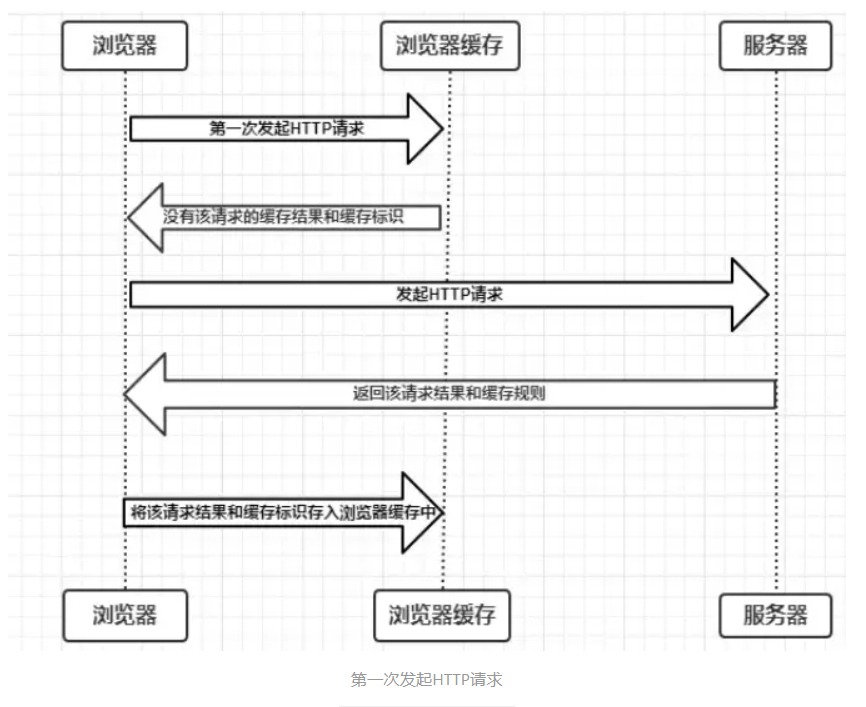 浏览器
浏览器缓存
服务器
第一次发起HTTP请求
没有该请求的缓存结果和缓存标识
发起HTTP请求
返回该请求结果和缓存规则
将该请求结果和缓存标识存入浏览器缓存中
浏览器
浏览器缓存
服务器
第一次发起HTTP请求